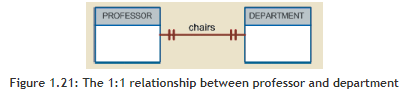 PROFESSOR
DEPARTMENT
chairs
Figure 1.21: The 1:1 relationship between professor and department